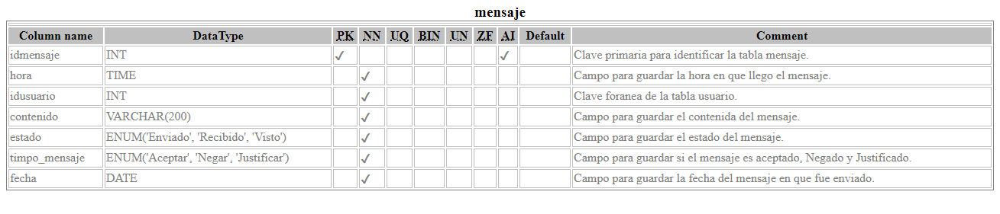 mensaje
Column name DataType PK NN UQ BIN UN ZF AI Default Comment
idmensaje INT ✓ ✓ Clave primaria para identificar la tabla mensaje.
hora TIME ✓ Campo para guardar la hora en que llego el mensaje.
idusuario INT ✓ Clave foranea de la tabla usuario.
contenido VARCHAR(200) ✓ Campo para guardar el contenida del mensaje.
estado ENUM('Enviado', 'Recibido', 'Visto') ✓ Campo para guardar el estado del mensaje.
timpo_mensaje ENUM('Aceptar', 'Negar', 'Justificar') ✓ Campo para guardar si el mensaje es aceptado, Negado y Justificado.
fecha DATE ✓ Campo para guardar la fecha del mensaje en que fue enviado.